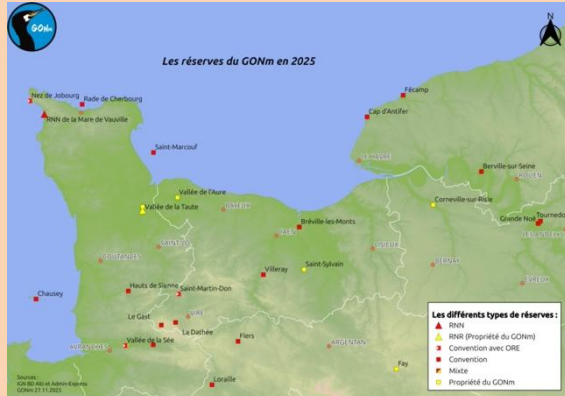 GONm
Les réserves du GONm en 2025
N
Nez de Jobourg
Rade de Cherbourg
RNN de la Mare de Vauville
Fécamp
Cap d'Antifer
Saint-Marcouf
LE HAVRE
Berville-sur Seine
ROUEN
Vallée de l'Aure
Corneville-sur-Risle
Vallée de la Taute
BAYEUX
Tournedo
Grande Noë
LES ANDELYS
Bréville-les-Monts
CAEN
SAINT-LO
LISIEUX
COUTANCES
BERNAY
Villeray
Saint-Sylvain
EVREUX
Hauts de Sienne
Saint-Martin-Don
Chausey
VIRE
Le Gast
La Dathée
AVRANCHES
Vallée de la Sée
Flers
ARGENTAN
Fay
Loraille
Les différents types de réserves :
RNN
RNR (Propriété du GONm)
Convention avec ORE
Convention
Mixte
Propriété du GONm
Sources :
IGN BD Alti et Admin-Express
GONm 27.11.2025